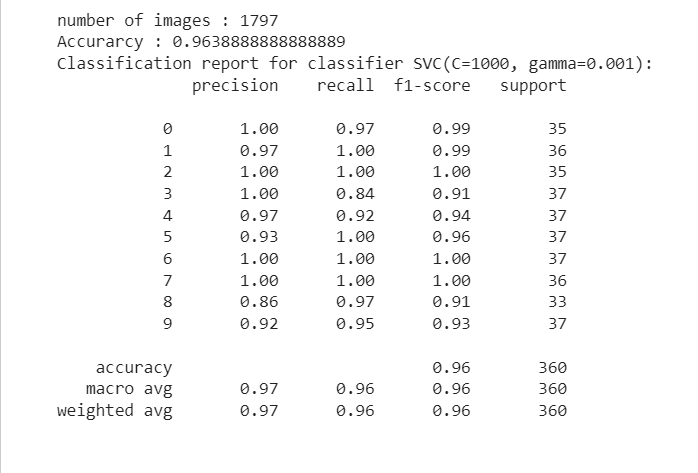 number of images : 1797
Accurarcy : 0.9638888888888889
Classification report for classifier SVC(C=1000, gamma=0.001):
precision recall f1-score support
0 1.00 0.97 0.99 35
1 0.97 1.00 0.99 36
2 1.00 1.00 1.00 35
3 1.00 0.84 0.91 37
4 0.97 0.92 0.94 37
5 0.93 1.00 0.96 37
6 1.00 1.00 1.00 37
7 1.00 1.00 1.00 36
8 0.86 0.97 0.91 33
9 0.92 0.95 0.93 37
accuracy 0.96 360
macro avg 0.97 0.96 0.96 360
weighted avg 0.97 0.96 0.96 360